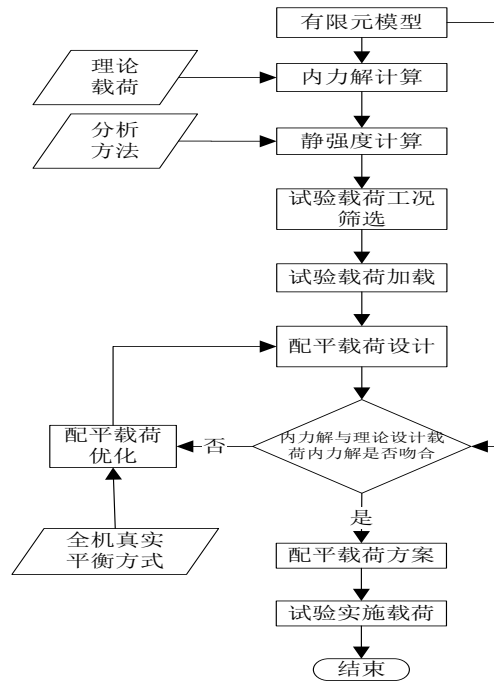 有限元模型
理论
载荷
内力解计算
分析
方法
静强度计算
试验载荷工况
筛选
试验载荷加载
配平载荷设计
内力解与理论设计载
荷内力解是否吻合
否
配平载荷
优化
是
全机真实
平衡方式
配平载荷方案
试验实施载荷
结束